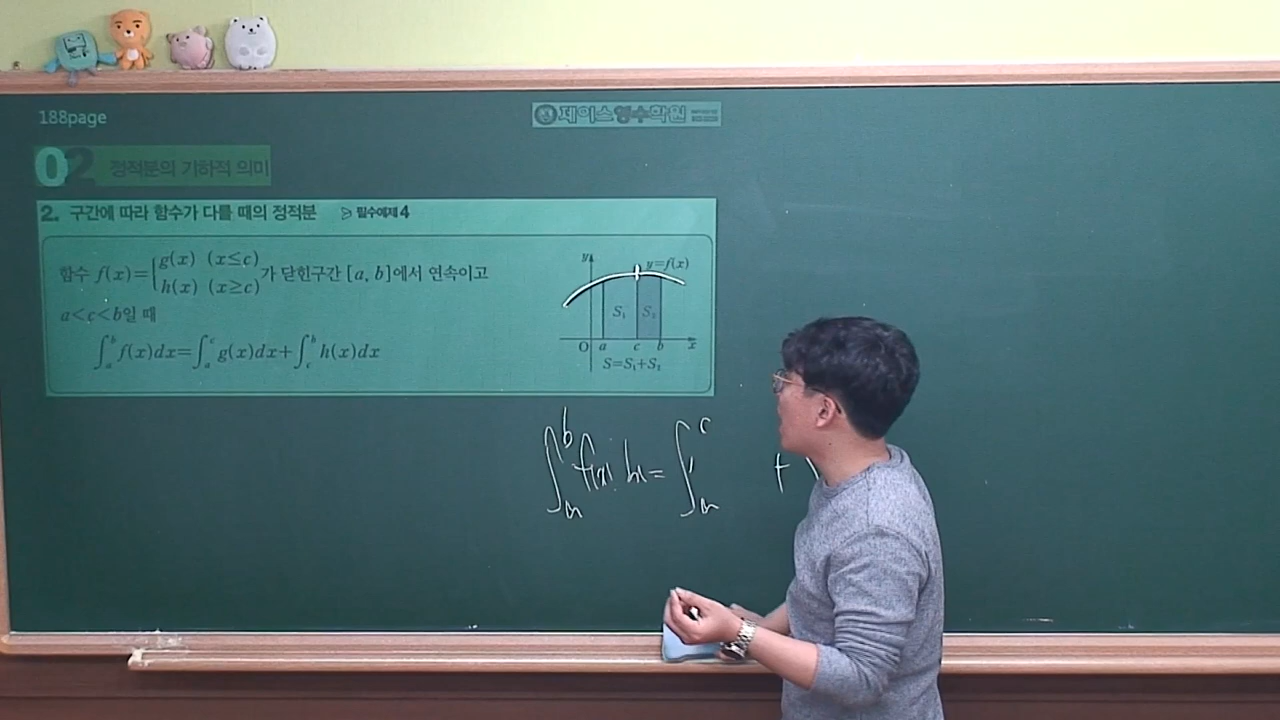 188page
제이스영수학원
02 정적분의 기하적 의미
2. 구간에 따라 함수가 다를 때의 정적분 ▷ 필수예제 4
함수 f(x)={g(x) (x≤c) h(x) (x≥c) 가 닫힌구간 [a, b]에서 연속이고
a<c<b일 때
∫_a^b f(x)dx=∫_a^c g(x)dx+∫_c^b h(x)dx
y
y=f(x)
S₁ S₂
O a c b x
S=S₁+S₂
∫_a^b f(x) dx = ∫_a^c +